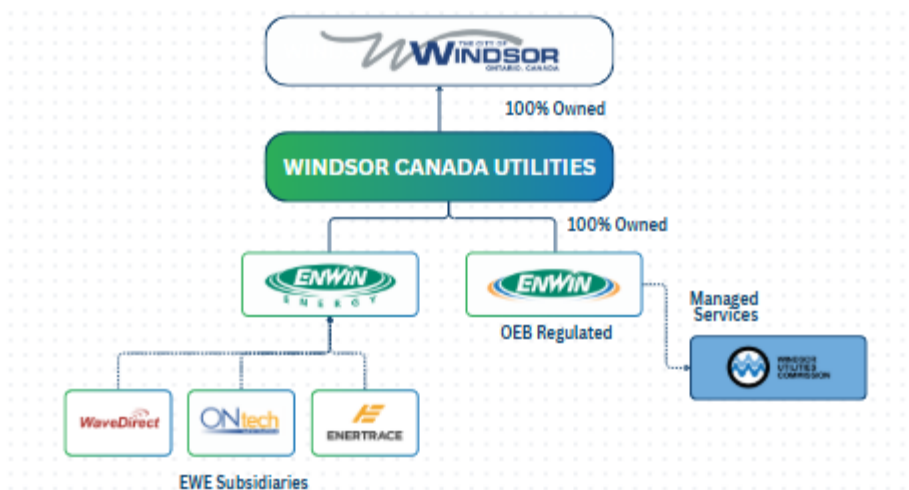 THE CITY OF
WINDSOR
ONTARIO, CANADA
100% Owned
WINDSOR CANADA UTILITIES
100% Owned
ENWIN
ENERGY
ENWIN
OEB Regulated
Managed
Services
WINDSOR
UTILITIES
COMMISSION
WaveDirect
ONtech
ENERTRACE
EWE Subsidiaries